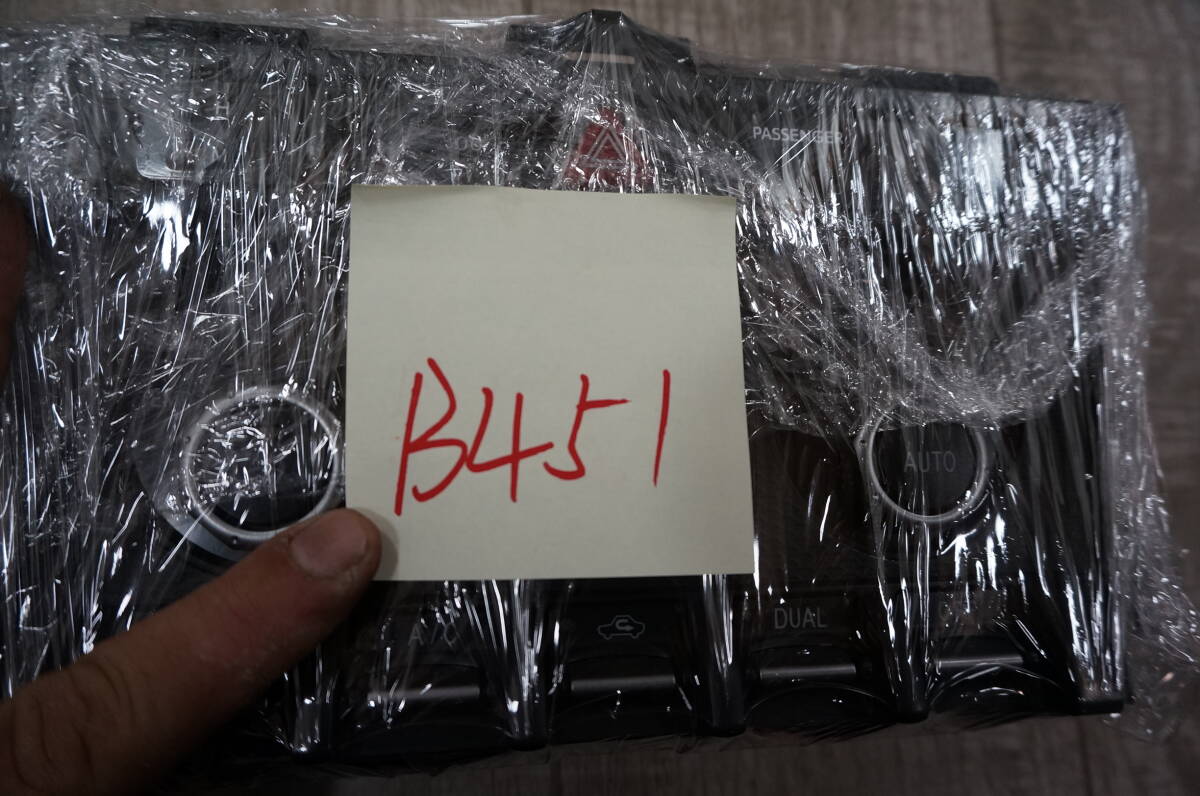 PASSENGER
B451
AUTO
A/C
DUAL